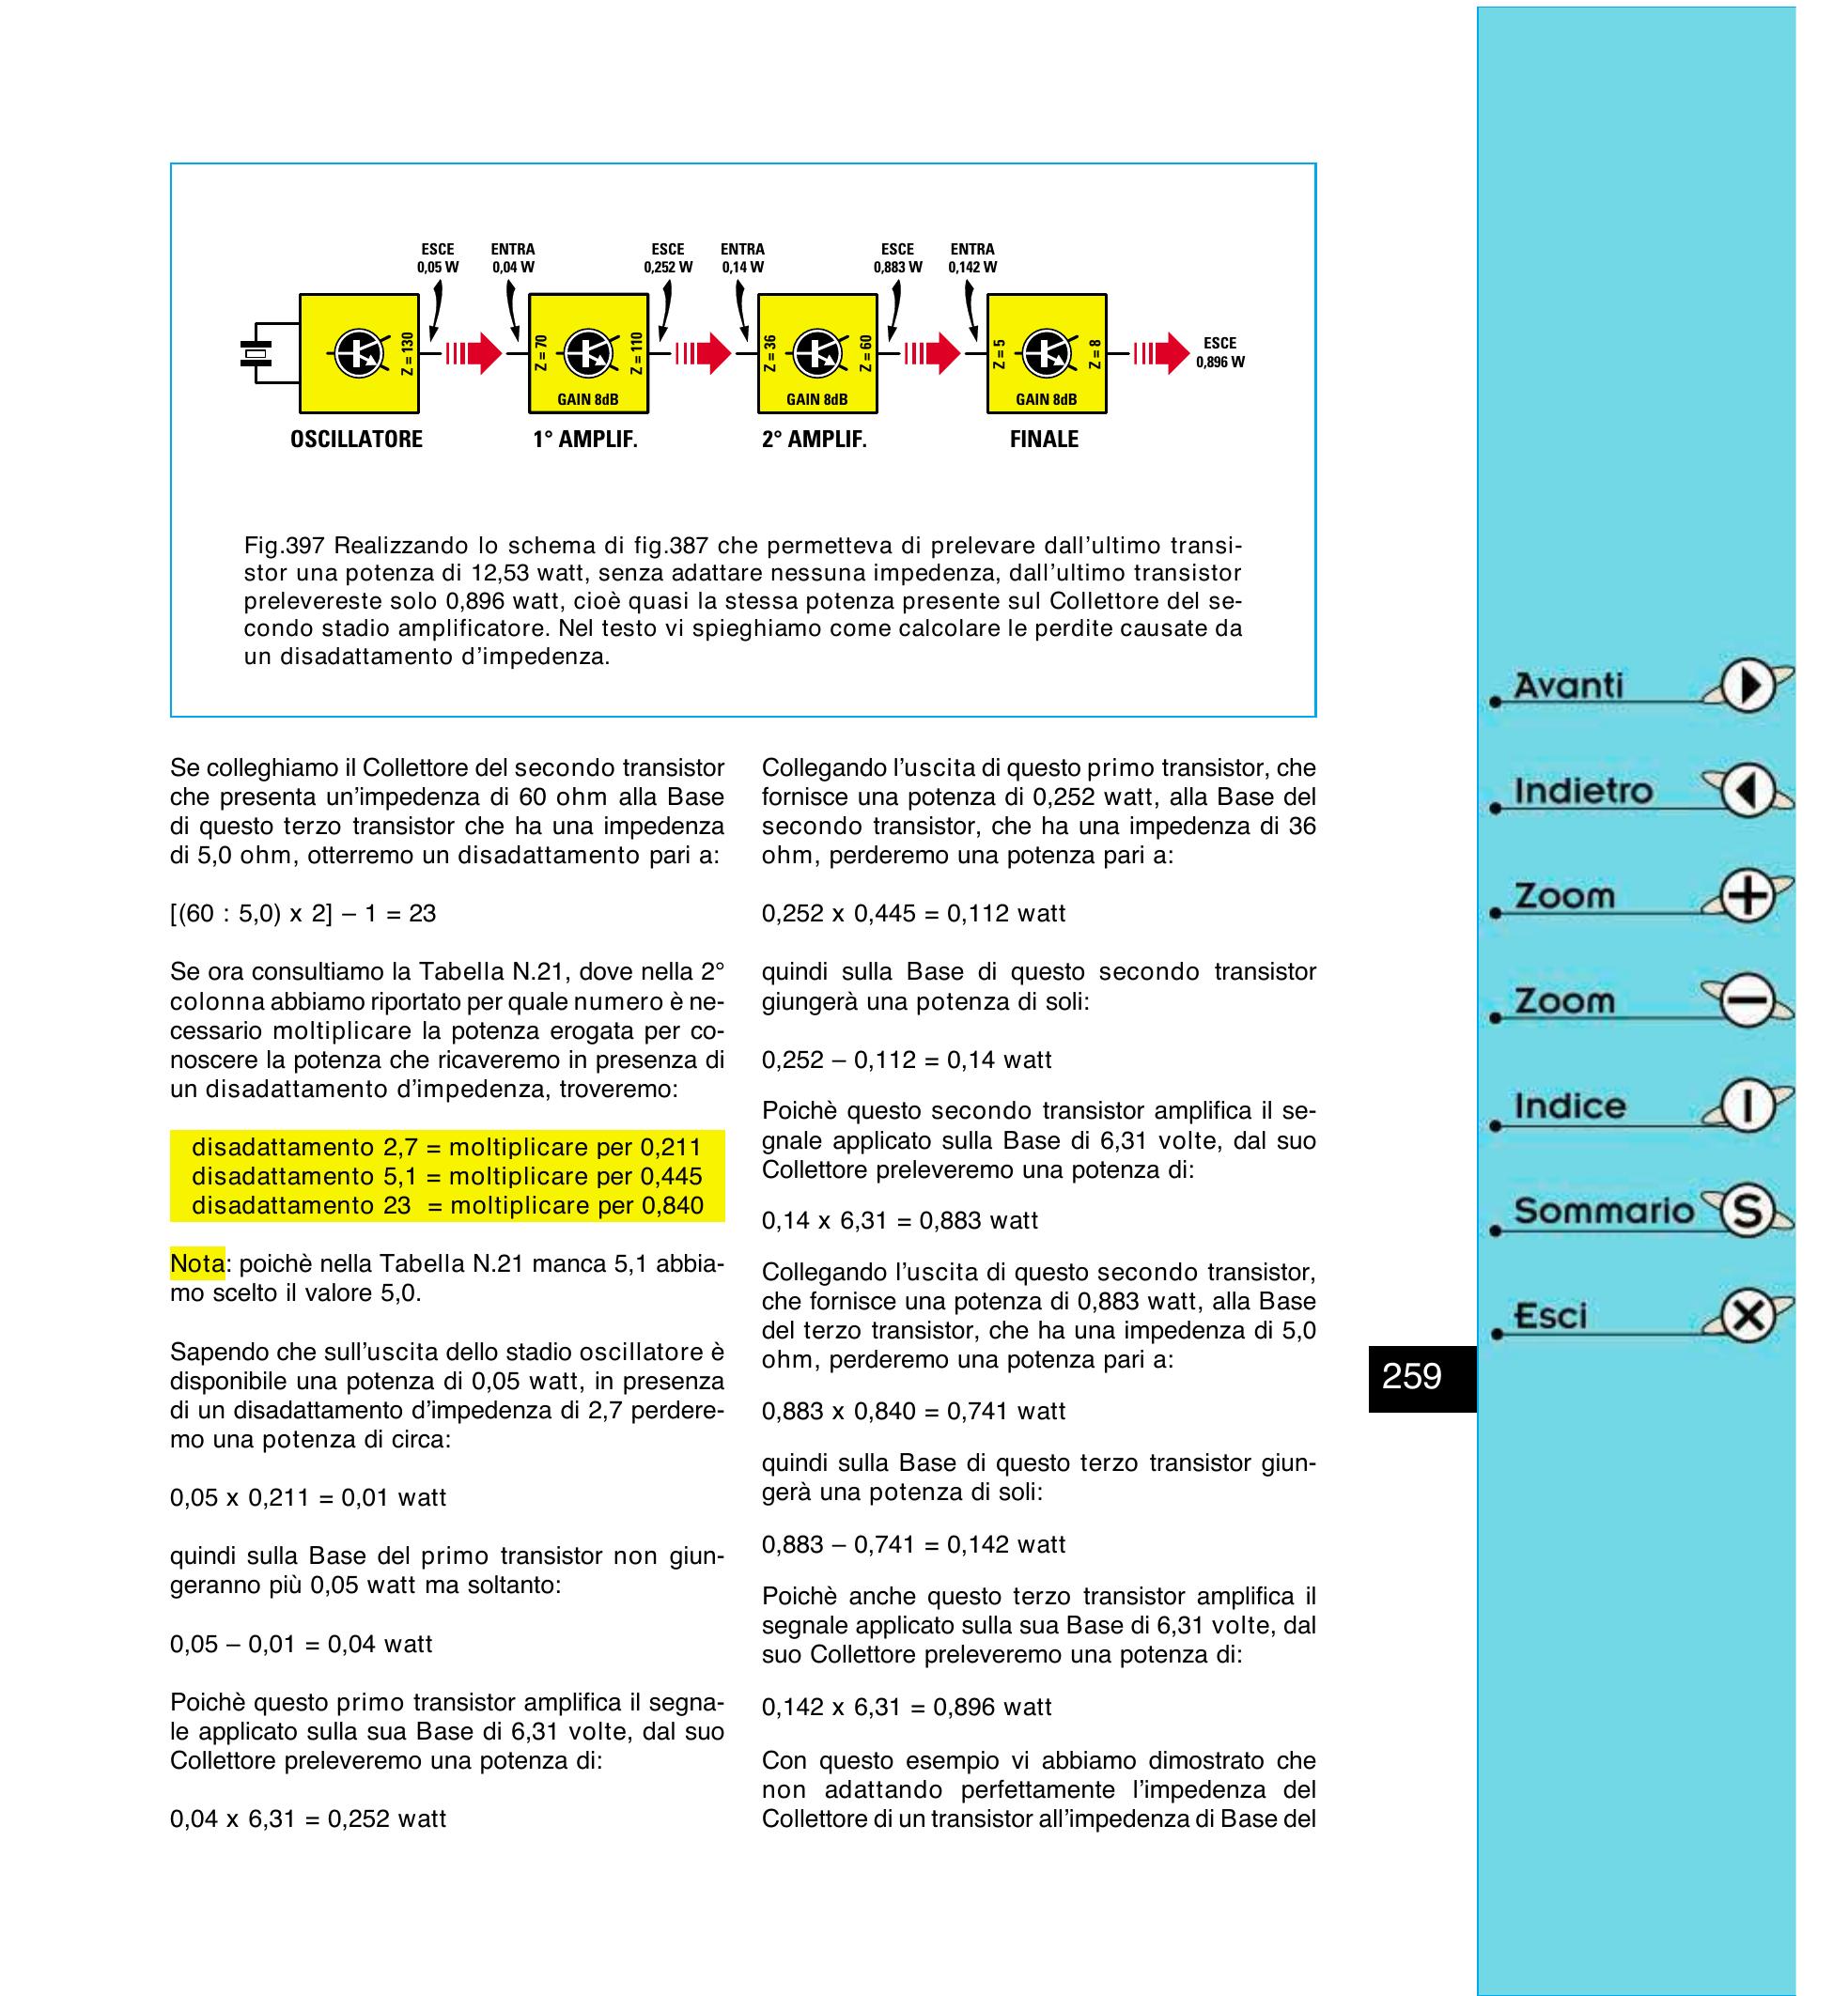 ESCE
0,05 W
ENTRA
0,04 W
ESCE
0,252 W
ENTRA
0,14 W
ESCE
0,883 W
ENTRA
0,142 W
Z = 130
Z = 70
Z = 110
Z = 36
Z = 60
Z = 5
Z = 8
ESCE
0,896 W
GAIN 8dB
GAIN 8dB
GAIN 8dB
OSCILLATORE
1° AMPLIF.
2° AMPLIF.
FINALE
Fig.397 Realizzando lo schema di fig.387 che permetteva di prelevare dall'ultimo transi-
stor una potenza di 12,53 watt, senza adattare nessuna impedenza, dall'ultimo transistor
prelevereste solo 0,896 watt, cioè quasi la stessa potenza presente sul Collettore del se-
condo stadio amplificatore. Nel testo vi spieghiamo come calcolare le perdite causate da
un disadattamento d'impedenza.
Se colleghiamo il Collettore del secondo transistor
che presenta un'impedenza di 60 ohm alla Base
di questo terzo transistor che ha una impedenza
di 5,0 ohm, otterremo un disadattamento pari a:
[(60 : 5,0) x 2] – 1 = 23
Se ora consultiamo la Tabella N.21, dove nella 2°
colonna abbiamo riportato per quale numero è ne-
cessario moltiplicare la potenza erogata per co-
noscere la potenza che ricaveremo in presenza di
un disadattamento d'impedenza, troveremo:
disadattamento 2,7 = moltiplicare per 0,211
disadattamento 5,1 = moltiplicare per 0,445
disadattamento 23 = moltiplicare per 0,840
Nota: poichè nella Tabella N.21 manca 5,1 abbia-
mo scelto il valore 5,0.
Sapendo che sull'uscita dello stadio oscillatore è
disponibile una potenza di 0,05 watt, in presenza
di un disadattamento d'impedenza di 2,7 perdere-
mo una potenza di circa:
0,05 x 0,211 = 0,01 watt
quindi sulla Base del primo transistor non giun-
geranno più 0,05 watt ma soltanto:
0,05 – 0,01 = 0,04 watt
Poichè questo primo transistor amplifica il segna-
le applicato sulla sua Base di 6,31 volte, dal suo
Collettore preleveremo una potenza di:
0,04 x 6,31 = 0,252 watt
Collegando l'uscita di questo primo transistor, che
fornisce una potenza di 0,252 watt, alla Base del
secondo transistor, che ha una impedenza di 36
ohm, perderemo una potenza pari a:
0,252 x 0,445 = 0,112 watt
quindi sulla Base di questo secondo transistor
giungerà una potenza di soli:
0,252 – 0,112 = 0,14 watt
Poichè questo secondo transistor amplifica il se-
gnale applicato sulla Base di 6,31 volte, dal suo
Collettore preleveremo una potenza di:
0,14 x 6,31 = 0,883 watt
Collegando l'uscita di questo secondo transistor,
che fornisce una potenza di 0,883 watt, alla Base
del terzo transistor, che ha una impedenza di 5,0
ohm, perderemo una potenza pari a:
0,883 x 0,840 = 0,741 watt
quindi sulla Base di questo terzo transistor giun-
gerà una potenza di soli:
0,883 – 0,741 = 0,142 watt
Poichè anche questo terzo transistor amplifica il
segnale applicato sulla sua Base di 6,31 volte, dal
suo Collettore preleveremo una potenza di:
0,142 x 6,31 = 0,896 watt
Con questo esempio vi abbiamo dimostrato che
non adattando perfettamente l'impedenza del
Collettore di un transistor all'impedenza di Base del
259
Avanti
Indietro
Zoom
Zoom
Indice
I
Sommario
S
Esci